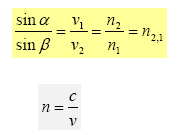 sin α / sin β = v₁ / v₂ = n₂ / n₁ = n₂,₁
n = c / v